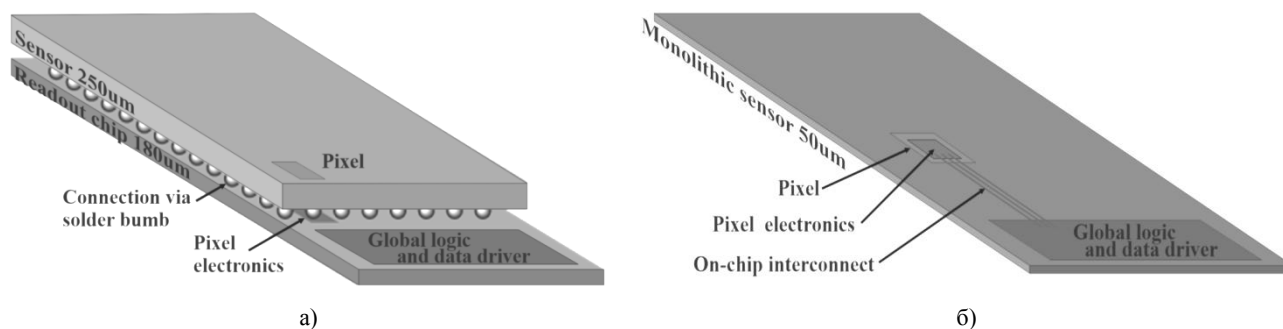 Sensor 250um
Readout chip 180um
Pixel
Connection via
solder bumb
Pixel
electronics
Global logic
and data driver
а)
Monolithic sensor 50um
Pixel
Pixel electronics
On-chip interconnect
Global logic
and data driver
б)